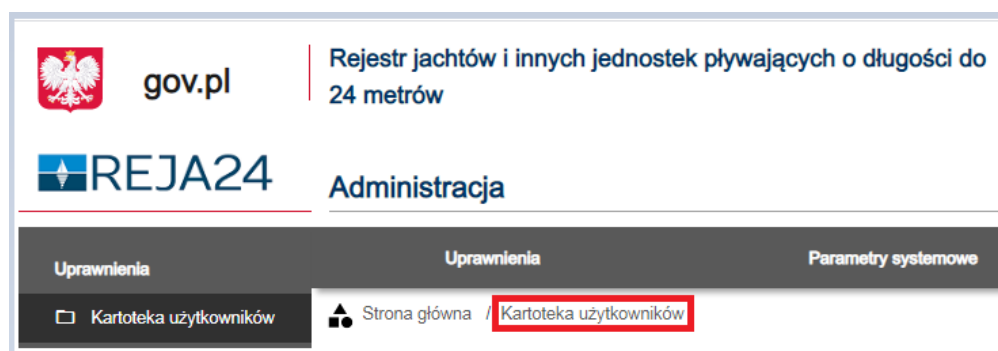 gov.pl
Rejestr jachtów i innych jednostek pływających o długości do
24 metrów
REJA24
Administracja
Uprawnienia
Uprawnienia
Parametry systemowe
Kartoteka użytkowników
Strona główna / Kartoteka użytkowników